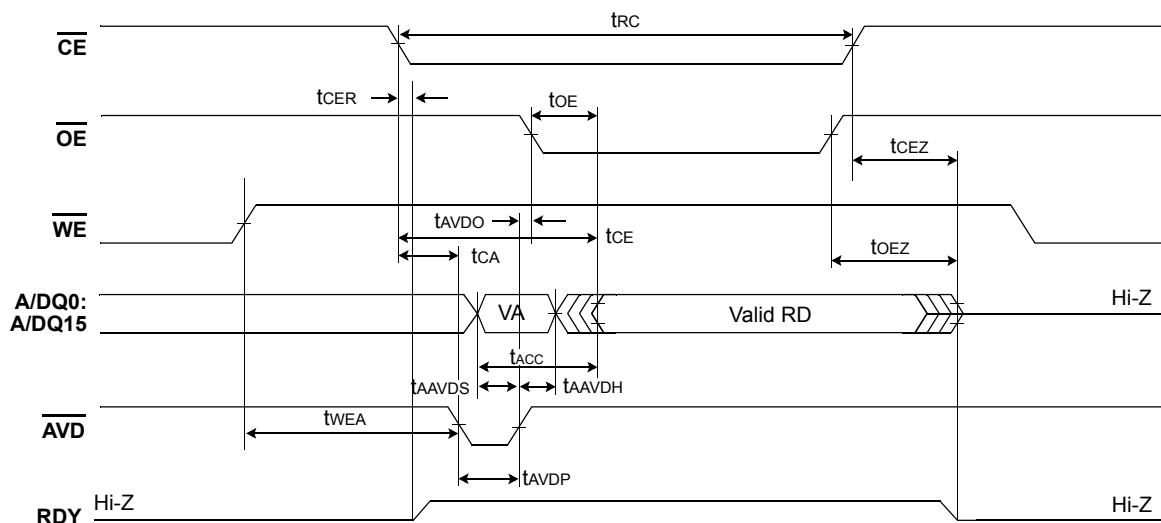 tRC
CE
tCER
tOE
OE
tCEZ
WE
tAVDO
tCE
tCA
tOEZ
A/DQ0:
A/DQ15
VA
Valid RD
Hi-Z
tACC
tAAVDS
tAAVDH
AVD
tWEA
tAVDP
Hi-Z
RDY
Hi-Z